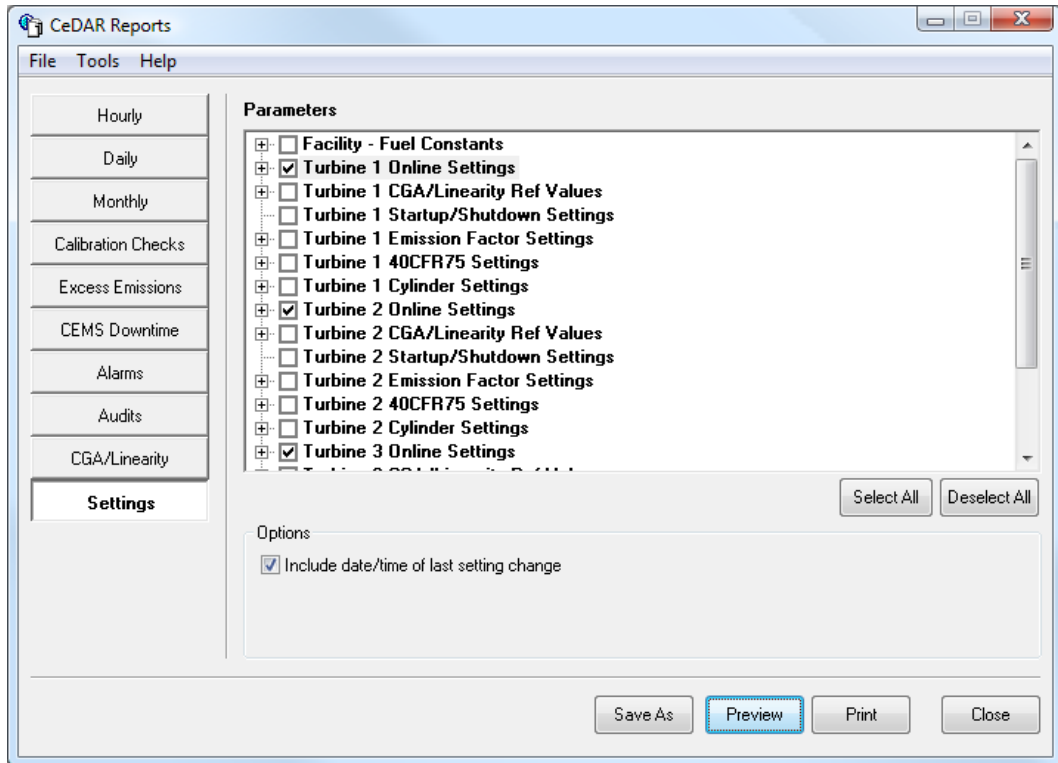 CeDAR Reports
File Tools Help
Hourly
Daily
Monthly
Calibration Checks
Excess Emissions
CEMS Downtime
Alarms
Audits
CGA/Linearity
Settings
Parameters
Facility - Fuel Constants
Turbine 1 Online Settings
Turbine 1 CGA/Linearity Ref Values
Turbine 1 Startup/Shutdown Settings
Turbine 1 Emission Factor Settings
Turbine 1 40CFR75 Settings
Turbine 1 Cylinder Settings
Turbine 2 Online Settings
Turbine 2 CGA/Linearity Ref Values
Turbine 2 Startup/Shutdown Settings
Turbine 2 Emission Factor Settings
Turbine 2 40CFR75 Settings
Turbine 2 Cylinder Settings
Turbine 3 Online Settings
Select All Deselect All
Options
Include date/time of last setting change
Save As Preview Print Close